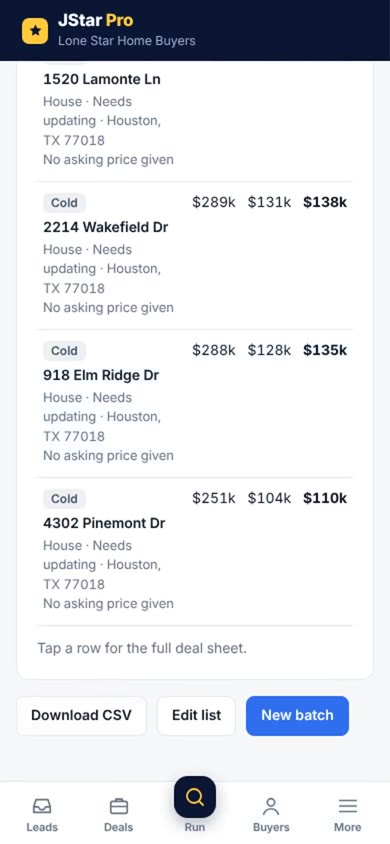 JStar Pro
Lone Star Home Buyers
1520 Lamonte Ln
House · Needs
updating · Houston,
TX 77018
No asking price given
Cold $289k $131k $138k
2214 Wakefield Dr
House · Needs
updating · Houston,
TX 77018
No asking price given
Cold $288k $128k $135k
918 Elm Ridge Dr
House · Needs
updating · Houston,
TX 77018
No asking price given
Cold $251k $104k $110k
4302 Pinemont Dr
House · Needs
updating · Houston,
TX 77018
No asking price given
Tap a row for the full deal sheet.
Download CSV Edit list New batch
Leads Deals Run Buyers More